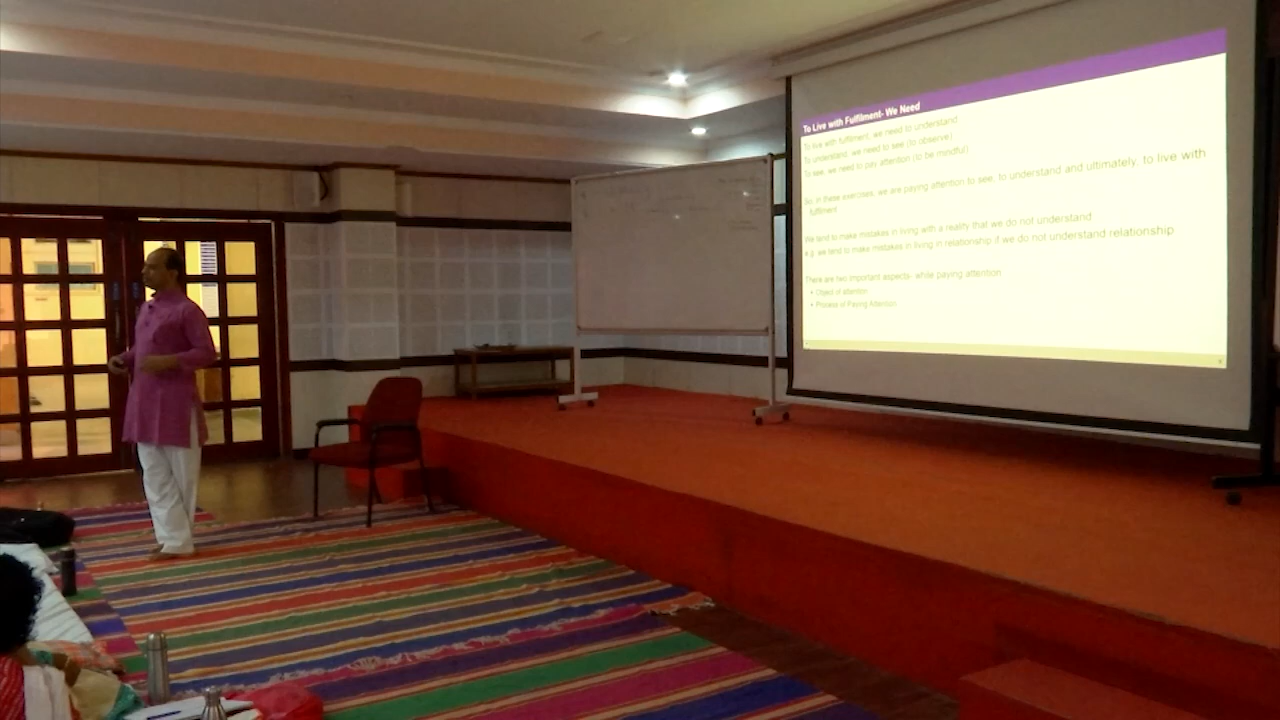 To Live with Fulfilment- We Need
To live with fulfilment, we need to understand
To understand, we need to see (to observe)
To see, we need to pay attention (to be mindful)
So, in these exercises, we are paying attention to see, to understand and ultimately, to live with
fulfilment
We tend to make mistakes in living with a reality that we do not understand
e.g. we tend to make mistakes in living in relationship if we do not understand relationship
There are two important aspects, while paying attention
• Object of attention
• Process of Paying Attention